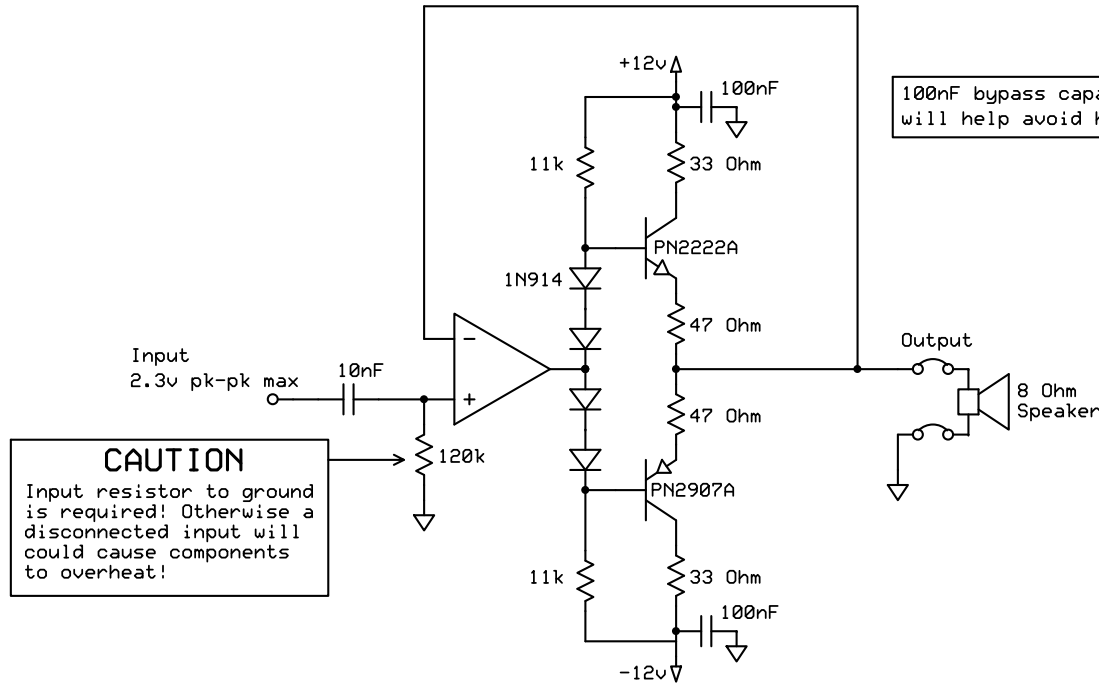 +12v
100nF
100nF bypass
will help avoid
11k
33 Ohm
PN2222A
1N914
47 Ohm
Input
2.3v pk-pk max
10nF
-
+
Output
8 Ohm
Speaker
47 Ohm
120k
CAUTION
Input resistor to ground
is required! Otherwise a
disconnected input will
could cause components
to overheat!
PN2907A
11k
33 Ohm
100nF
-12v